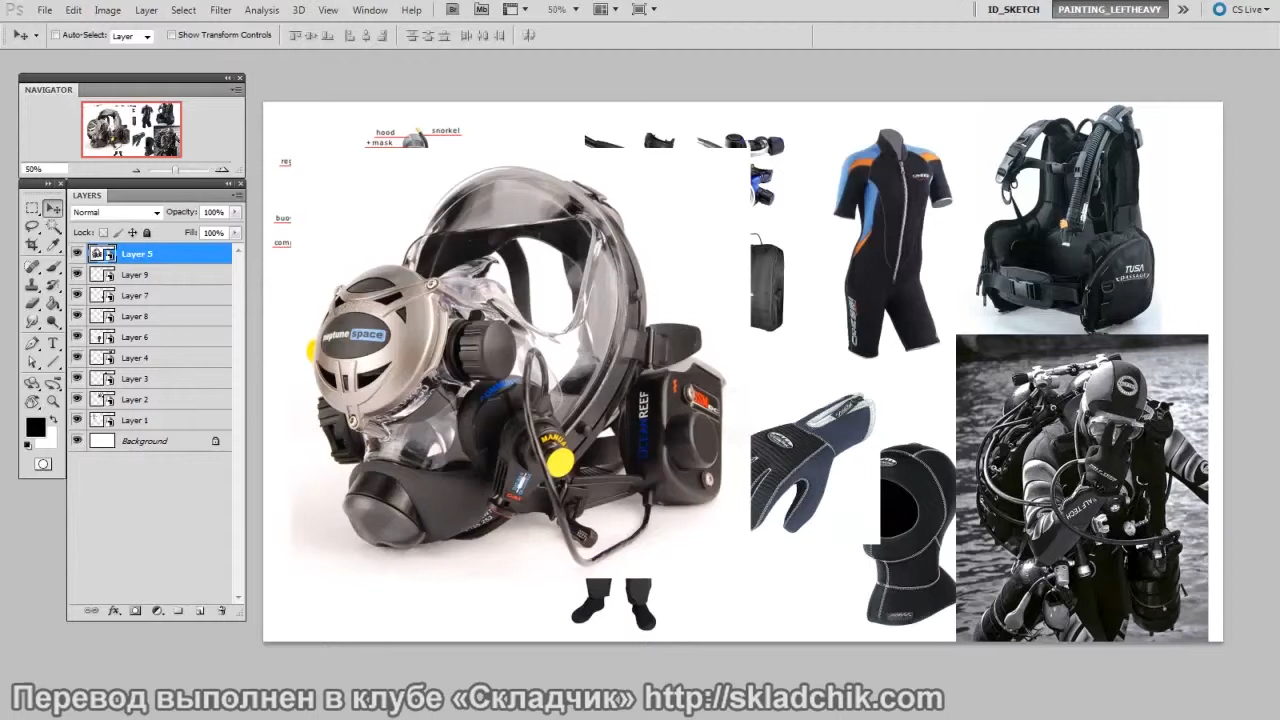 Ps File Edit Image Layer Select Filter Analysis 3D View Window Help Br Mb 50% ID_SKETCH PAINTING_LEFTHEAVY CS Live
Auto-Select: Layer Show Transform Controls
NAVIGATOR
50%
LAYERS
Normal Opacity: 100%
Lock: Fill: 100%
Layer 5
Layer 9
Layer 7
Layer 8
Layer 6
Layer 4
Layer 3
Layer 2
Layer 1
Background
hood snorkel
+mask
neptune space
OCEAN REEF
TUSA
Перевод выполнен в клубе «Складчик» http://skladchik.com